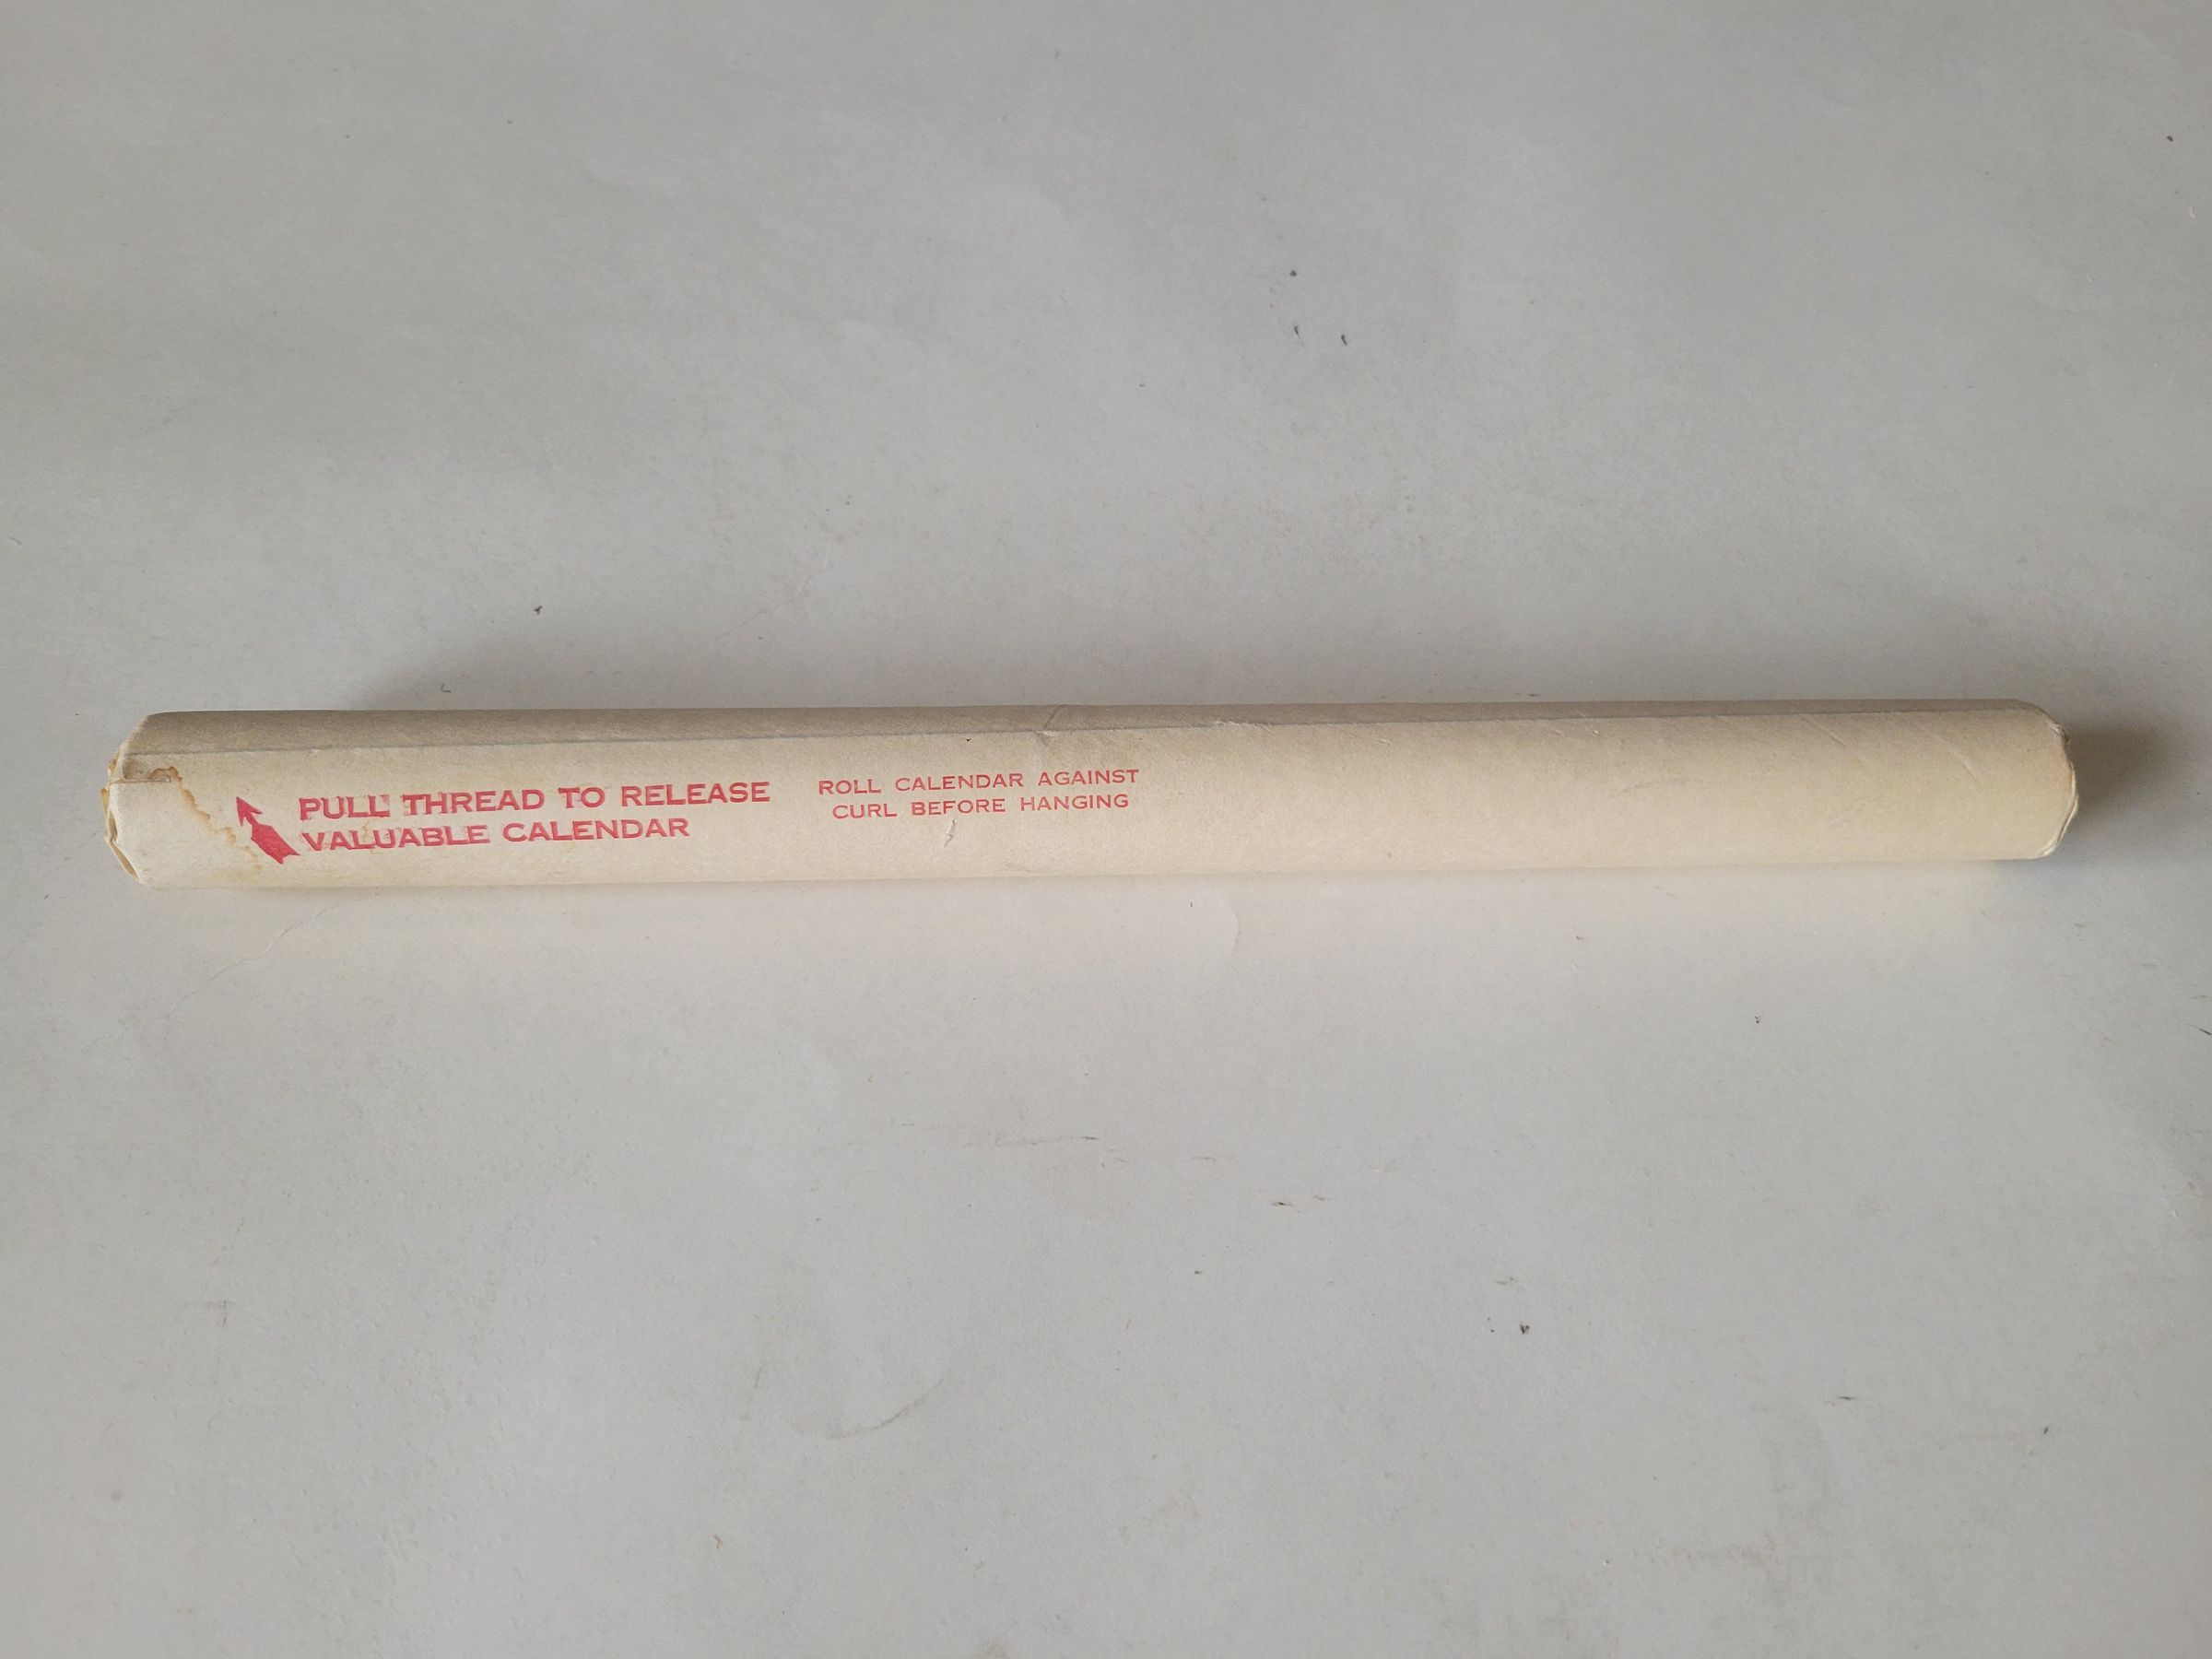 PULL THREAD TO RELEASE
VALUABLE CALENDAR
ROLL CALENDAR AGAINST
CURL BEFORE HANGING